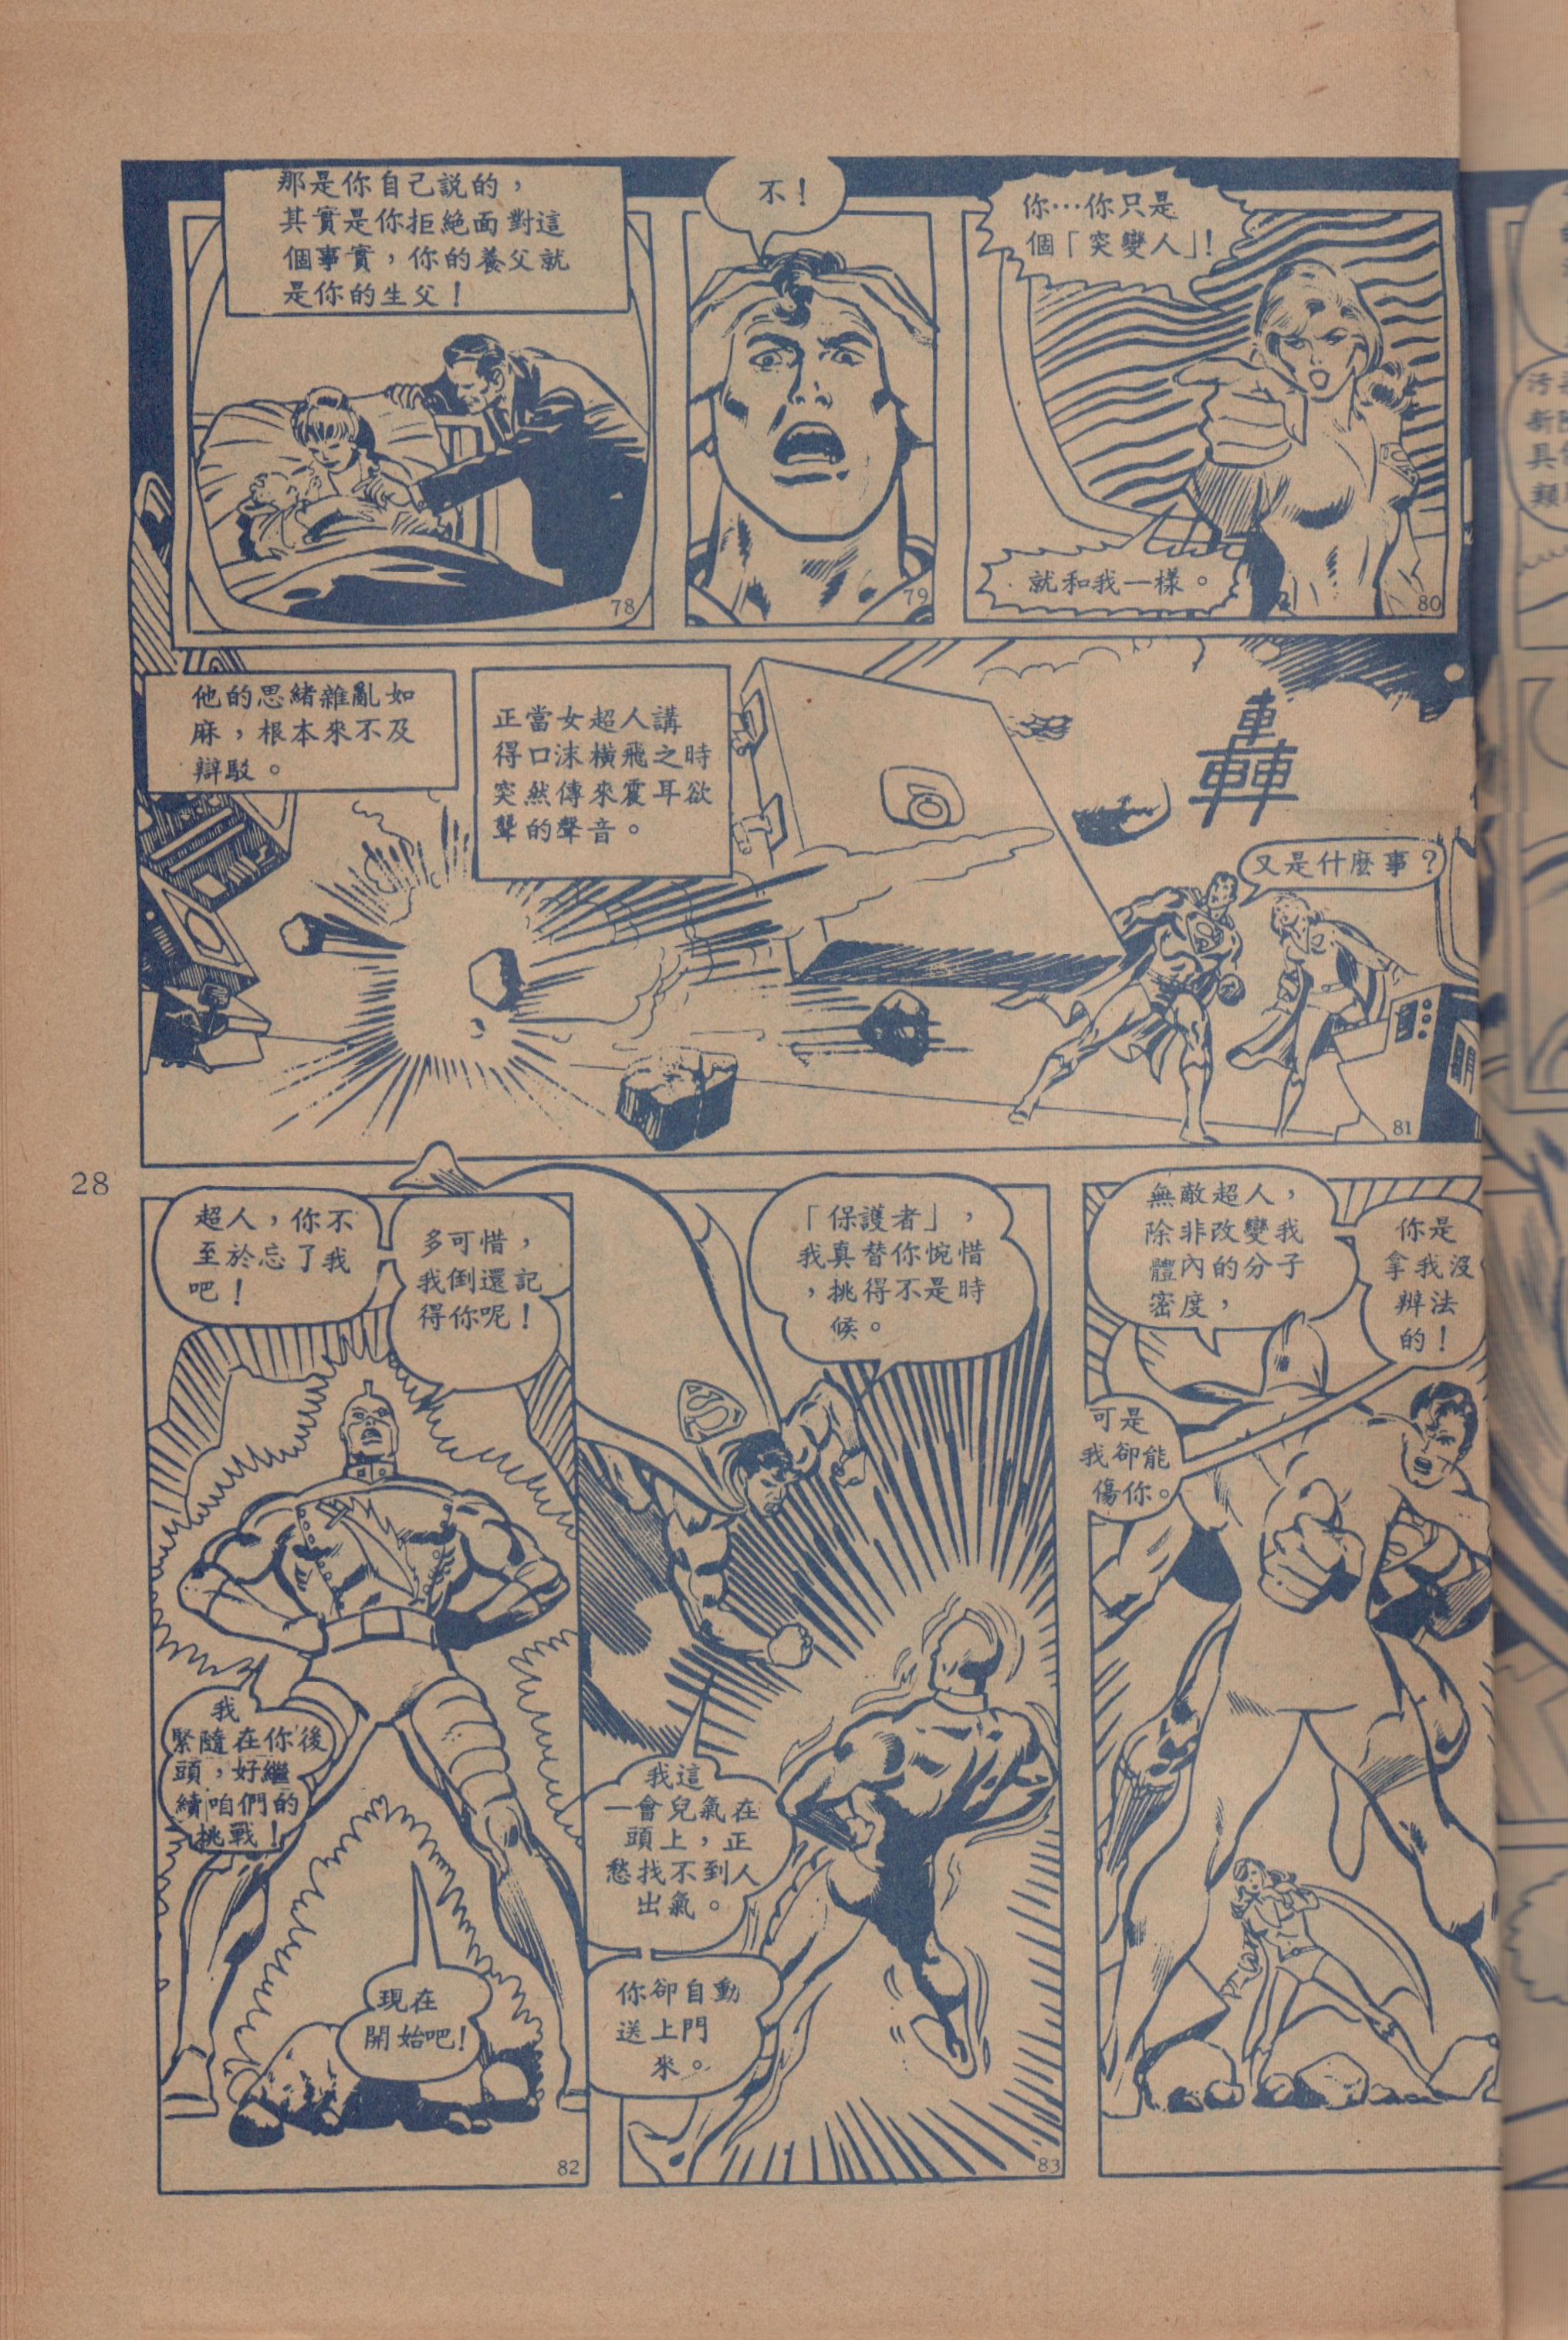 那是你自己說的，
其實是你拒絕面對這
個事實，你的養父就
是你的生父！
78
不！
79
你…你只是
個「突變人」！
就和我一樣。
80
他的思緒雜亂如
麻，根本來不及
辯駁。
正當女超人講
得口沫橫飛之時
突然傳來震耳欲
聾的聲音。
轟
又是什麼事？
81
28
超人，你不
至於忘了我
吧！
多可惜，
我倒還記
得你呢！
我
緊隨在你後
頭，好繼
續咱們的
挑戰！
現在
開始吧！
82
「保護者」，
我真替你惋惜
，挑得不是時
候。
我這
一會兒氣在
頭上，正
愁找不到人
出氣。
你卻自動
送上門
來。
83
無敵超人，
除非改變我
體內的分子
密度，
你是
拿我沒
辦法
的！
可是
我卻能
傷你。